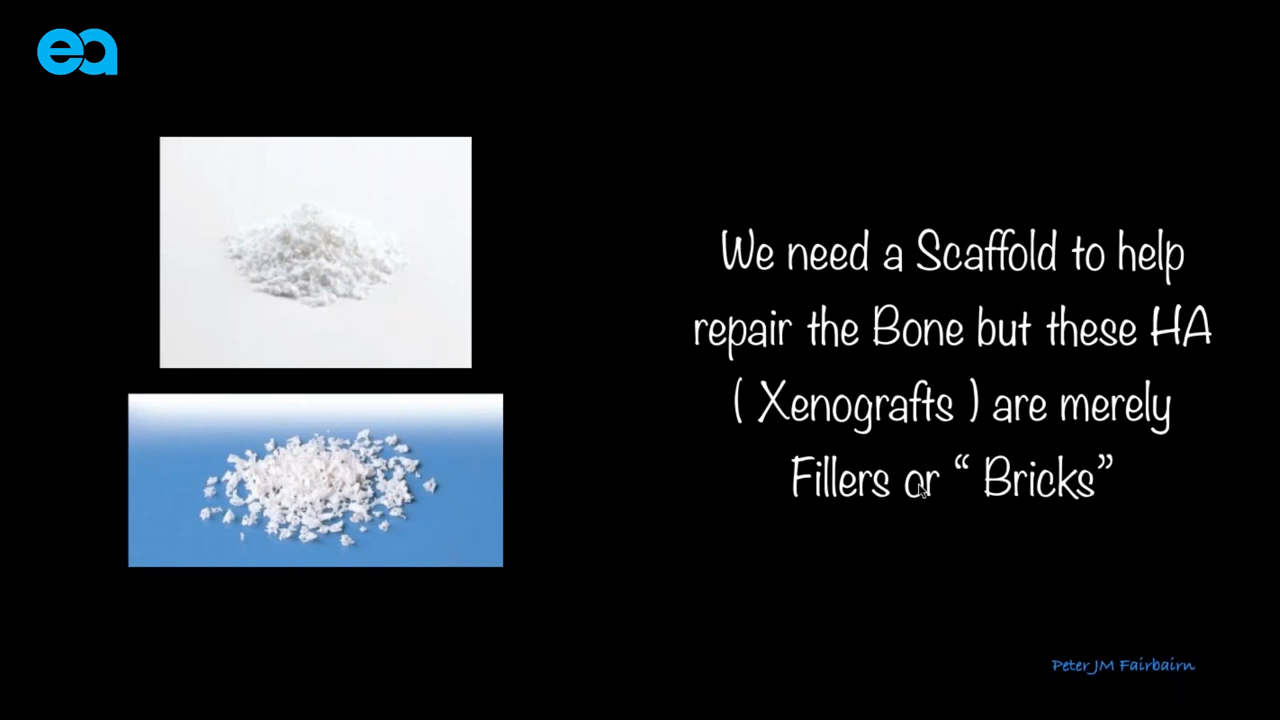 ea
We need a Scaffold to help
repair the Bone but these HA
( Xenografts ) are merely
Fillers or “ Bricks”
Peter JM Fairbairn